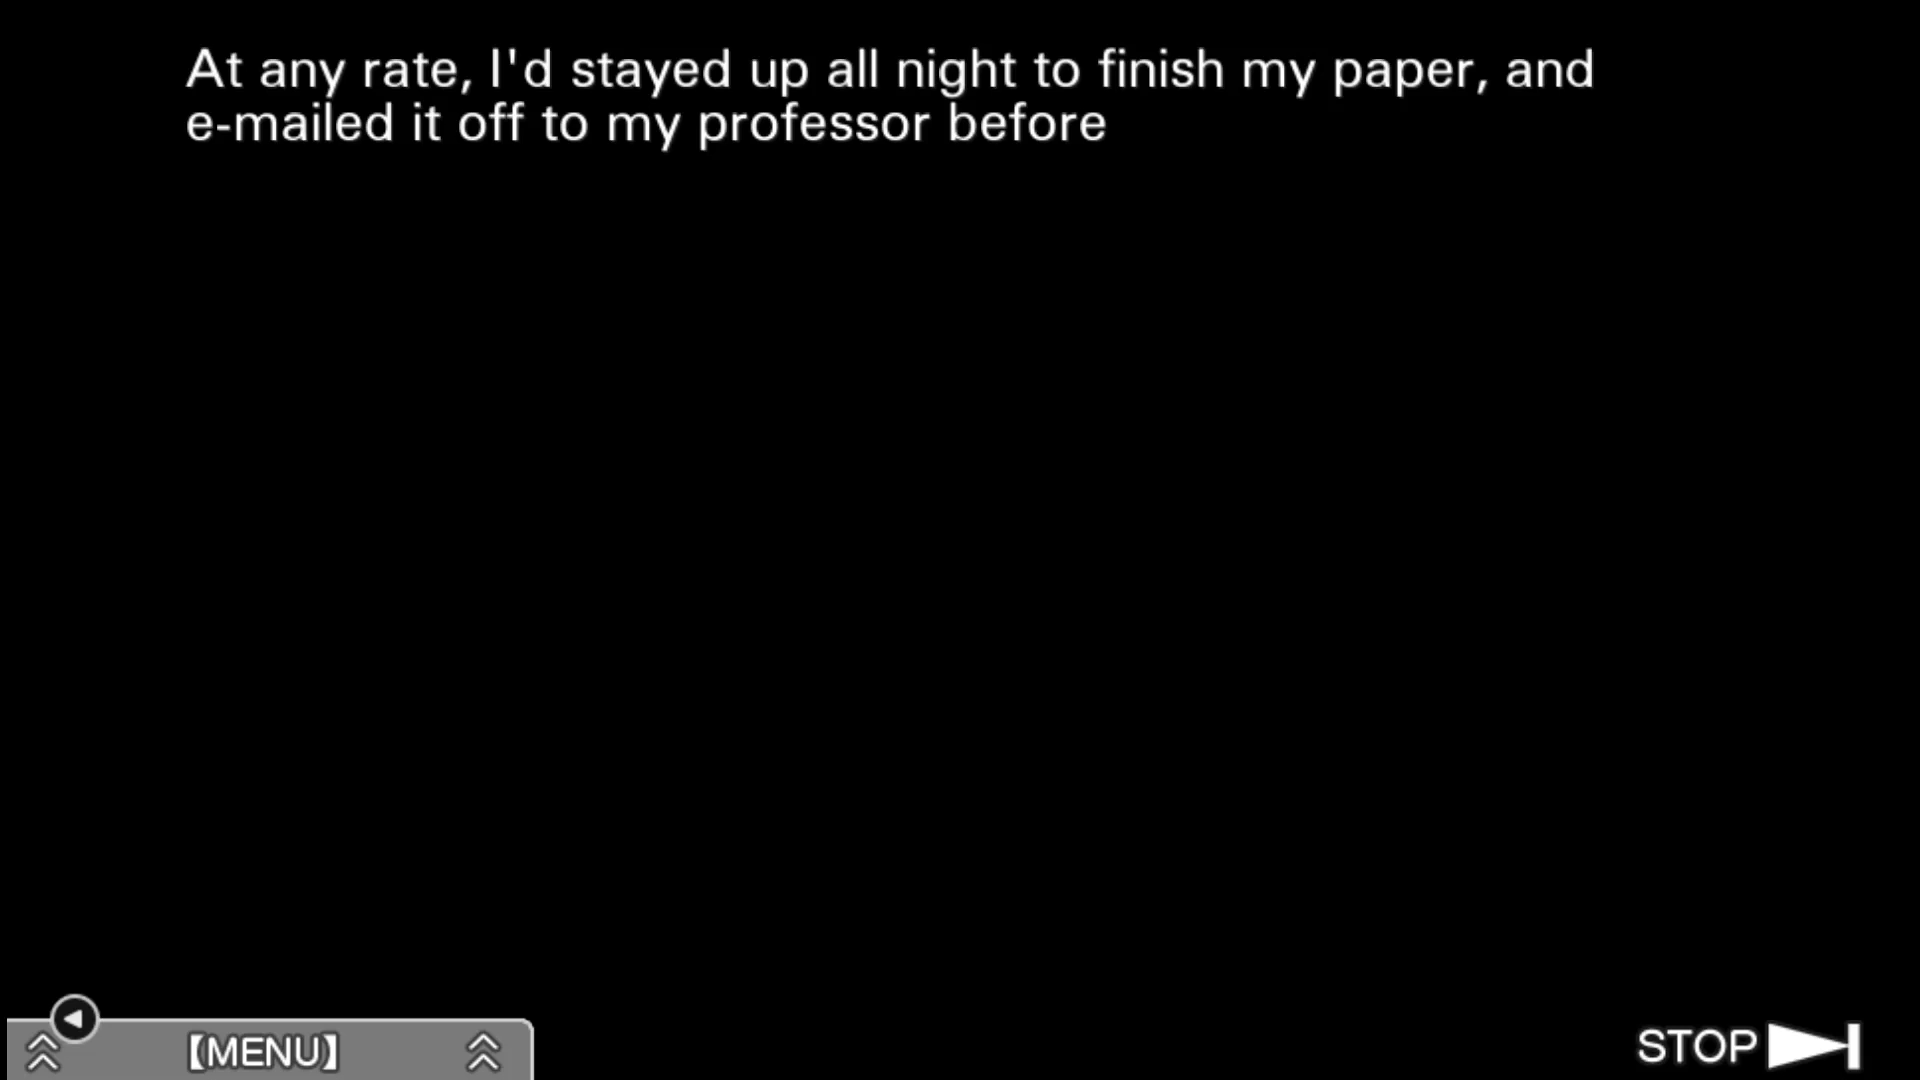 At any rate, I'd stayed up all night to finish my paper, and
e-mailed it off to my professor before
【MENU】
STOP